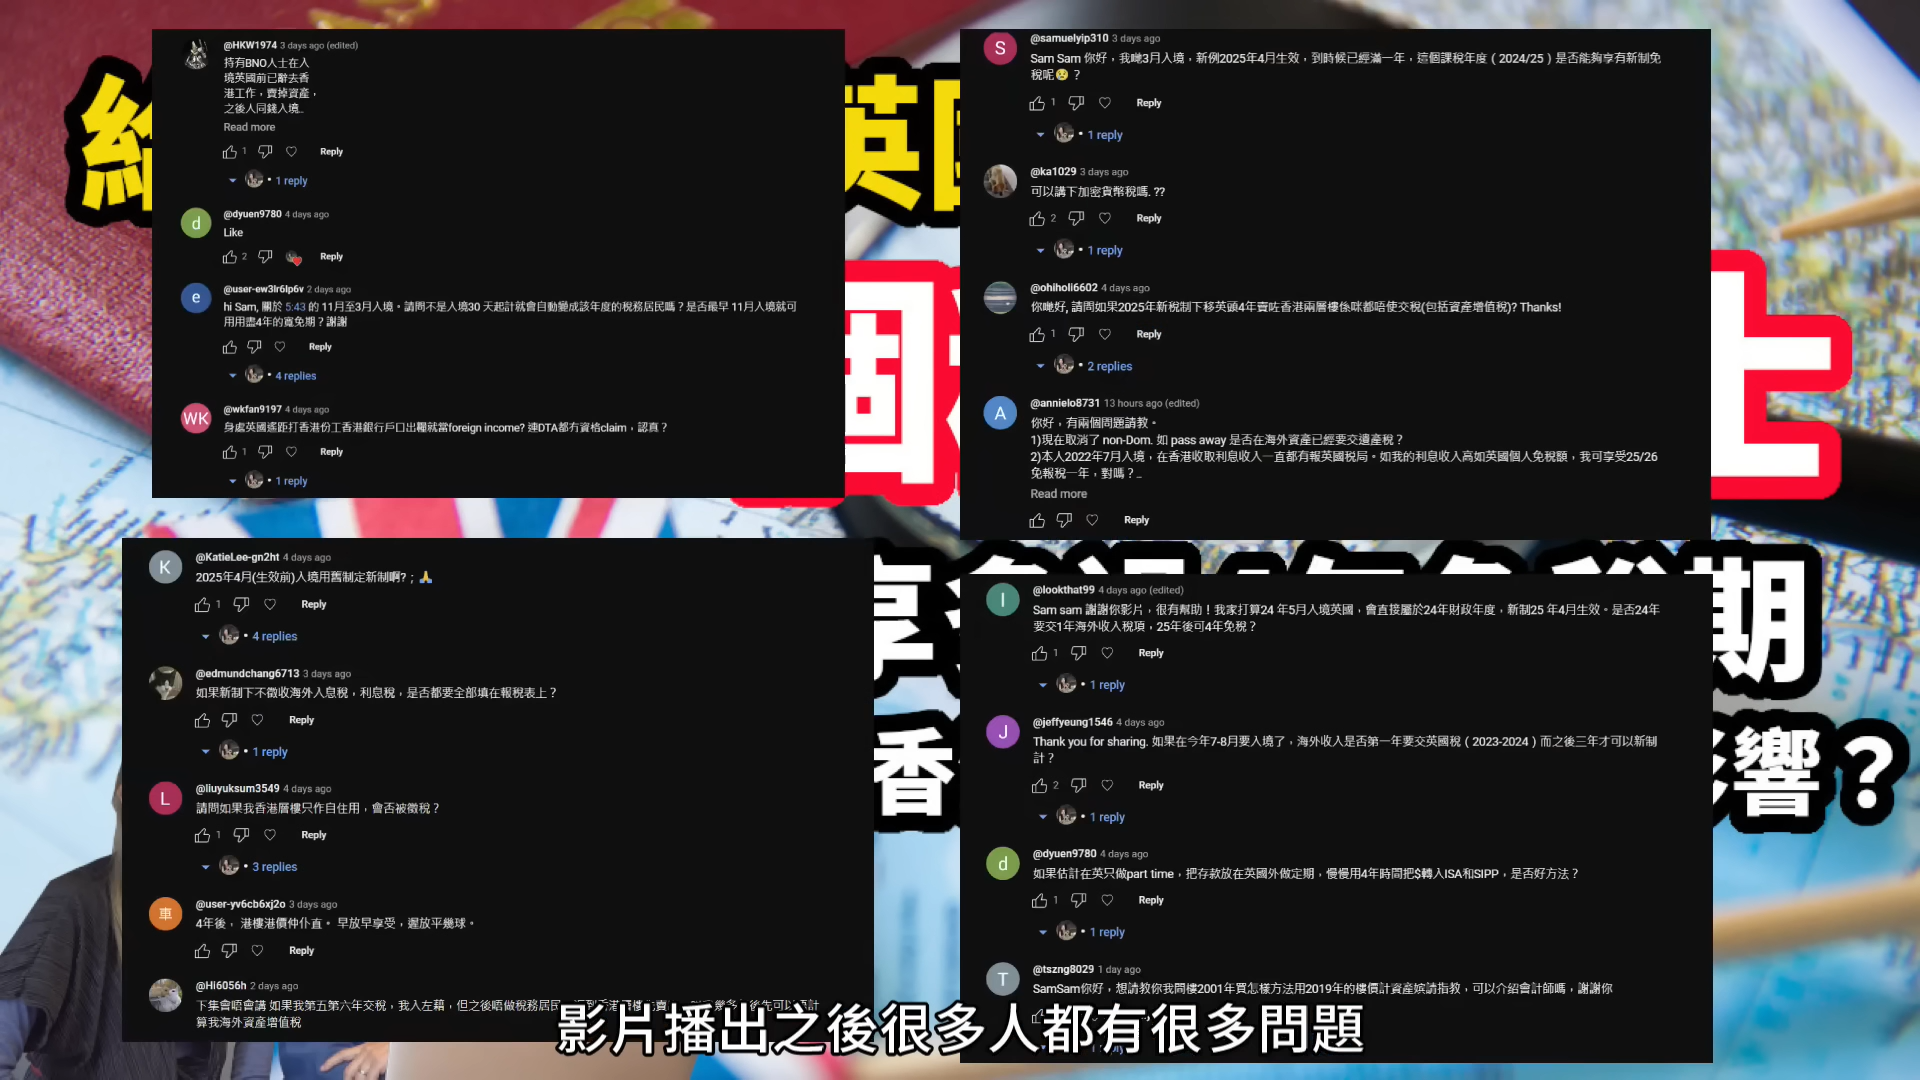 @HKW1974 3 days ago (edited)
持有BNO人士在入
境英國前已辭去香
港工作，賣掉資產，
之後人同錢入境...
Read more
1 Reply
1 reply
@dyuen9780 4 days ago
Like
2 Reply
@user-ew3lr6lp6v 2 days ago
hi Sam, 關於 5:43 的 11月至3月入境。請問不是入境30 天起計就會自動變成該年度的稅務居民嗎？是否最早 11月入境就可
用用盡4年的寬免期？謝謝
Reply
4 replies
@wkfan9197 4 days ago
身處英國遙距打香港份工香港銀行戶口出糧就當foreign income? 連DTA都冇資格claim，認真？
1 Reply
1 reply
@samuelyip310 3 days ago
Sam Sam 你好，我哋3月入境，新例2025年4月生效，到時候已經滿一年，這個課稅年度（2024/25）是否能夠享有新制免
稅呢😢？
1 Reply
1 reply
@ka1029 3 days ago
可以講下加密貨幣稅嗎. ??
2 Reply
1 reply
@ohiholi6602 4 days ago
你哋好, 請問如果2025年新稅制下移英頭4年賣咗香港兩層樓係咪都唔使交稅(包括資產增值稅)? Thanks!
1 Reply
2 replies
@annielo8731 13 hours ago (edited)
你好，有兩個問題請教。
1)現在取消了 non-Dom. 如 pass away 是否在海外資產已經要交遺產稅？
2)本人2022年7月入境，在香港收取利息收入一直都有報英國稅局。如我的利息收入高如英國個人免稅額，我可享受25/26
免報稅一年，對嗎？...
Read more
Reply
@KatieLee-gn2ht 4 days ago
2025年4月(生效前)入境用舊制定新制啊?；🙏
1 Reply
4 replies
@edmundchang6713 3 days ago
如果新制下不徵收海外入息稅，利息稅，是否都要全部填在報稅表上？
Reply
1 reply
@liuyuksum3549 4 days ago
請問如果我香港層樓只作自住用，會否被徵稅？
1 Reply
3 replies
@user-yv6cb6xj2o 3 days ago
4年後， 港樓港價仲仆直。 早放早享受，遲放平幾球。
Reply
@Hi6056h 2 days ago
下集會唔會講 如果我第五第六年交稅，我入左藉，但之後唔做稅務居民
算我海外資產增值稅
@lookthat99 4 days ago (edited)
Sam sam 謝謝你影片，很有幫助！我家打算24 年5月入境英國，會直接屬於24年財政年度，新制25 年4月生效。是否24年
要交1年海外收入稅項，25年後可4年免稅？
1 Reply
1 reply
@jeffyeung1546 4 days ago
Thank you for sharing. 如果在今年7-8月要入境了，海外收入是否第一年要交英國稅（2023-2024）而之後三年才可以新制
計？
2 Reply
1 reply
@dyuen9780 4 days ago
如果估計在英只做part time，把存款放在英國外做定期，慢慢用4年時間把$轉入ISA和SIPP，是否好方法？
1 Reply
1 reply
@tszng8029 1 day ago
SamSam你好，想請教你我間樓2001年買怎樣方法用2019年的樓價計資產嬪請指教，可以介紹會計師嗎，謝謝你
英
個
享
期
香
影響？
影片播出之後很多人都有很多問題